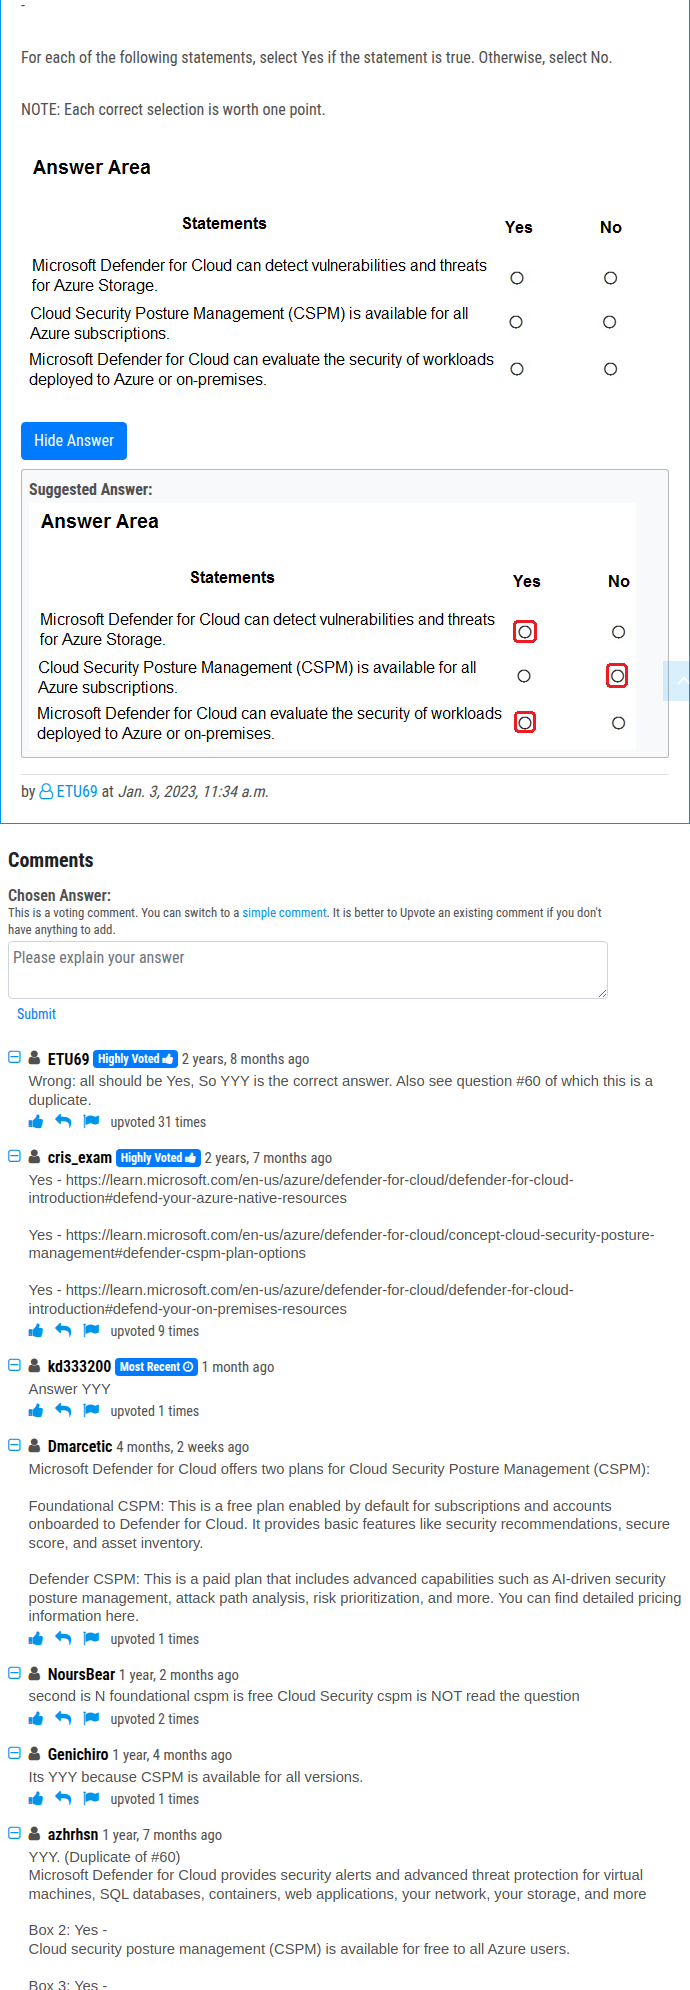 -
For each of the following statements, select Yes if the statement is true. Otherwise, select No.
NOTE: Each correct selection is worth one point.
Answer Area
Statements Yes No
Microsoft Defender for Cloud can detect vulnerabilities and threats
for Azure Storage.
Cloud Security Posture Management (CSPM) is available for all
Azure subscriptions.
Microsoft Defender for Cloud can evaluate the security of workloads
deployed to Azure or on-premises.
Hide Answer
Suggested Answer:
Answer Area
Statements Yes No
Microsoft Defender for Cloud can detect vulnerabilities and threats
for Azure Storage.
Cloud Security Posture Management (CSPM) is available for all
Azure subscriptions.
Microsoft Defender for Cloud can evaluate the security of workloads
deployed to Azure or on-premises.
by ETU69 at Jan. 3, 2023, 11:34 a.m.
Comments
Chosen Answer:
This is a voting comment. You can switch to a simple comment. It is better to Upvote an existing comment if you don't
have anything to add.
Please explain your answer
Submit
ETU69 Highly Voted 2 years, 8 months ago
Wrong: all should be Yes, So YYY is the correct answer. Also see question #60 of which this is a
duplicate.
upvoted 31 times
cris_exam Highly Voted 2 years, 7 months ago
Yes - https://learn.microsoft.com/en-us/azure/defender-for-cloud/defender-for-cloud-
introduction#defend-your-azure-native-resources
Yes - https://learn.microsoft.com/en-us/azure/defender-for-cloud/concept-cloud-security-posture-
management#defender-cspm-plan-options
Yes - https://learn.microsoft.com/en-us/azure/defender-for-cloud/defender-for-cloud-
introduction#defend-your-on-premises-resources
upvoted 9 times
kd333200 Most Recent 1 month ago
Answer YYY
upvoted 1 times
Dmarcetic 4 months, 2 weeks ago
Microsoft Defender for Cloud offers two plans for Cloud Security Posture Management (CSPM):
Foundational CSPM: This is a free plan enabled by default for subscriptions and accounts
onboarded to Defender for Cloud. It provides basic features like security recommendations, secure
score, and asset inventory.
Defender CSPM: This is a paid plan that includes advanced capabilities such as AI-driven security
posture management, attack path analysis, risk prioritization, and more. You can find detailed pricing
information here.
upvoted 1 times
NoursBear 1 year, 2 months ago
second is N foundational cspm is free Cloud Security cspm is NOT read the question
upvoted 2 times
Genichiro 1 year, 4 months ago
Its YYY because CSPM is available for all versions.
upvoted 1 times
azhrhsn 1 year, 7 months ago
YYY. (Duplicate of #60)
Microsoft Defender for Cloud provides security alerts and advanced threat protection for virtual
machines, SQL databases, containers, web applications, your network, your storage, and more
Box 2: Yes -
Cloud security posture management (CSPM) is available for free to all Azure users.
Box 3: Yes -